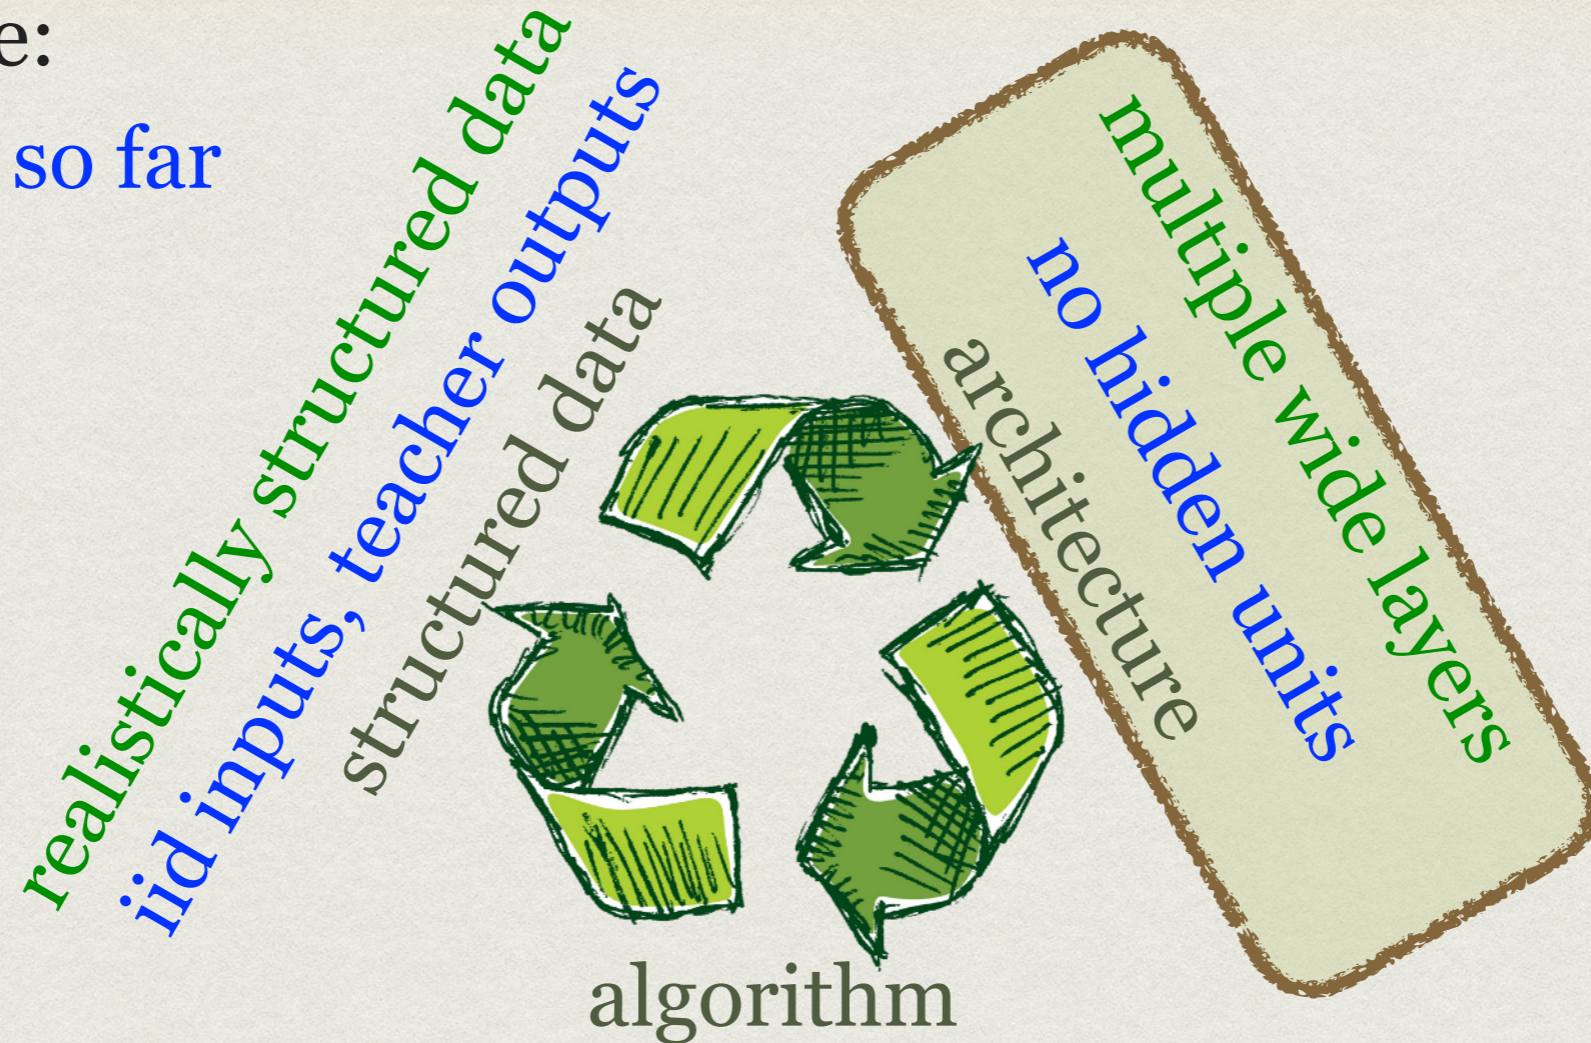 e:
so far
realistically structured data
iid inputs, teacher outputs
structured data
multiple wide layers
no hidden units
architecture
algorithm